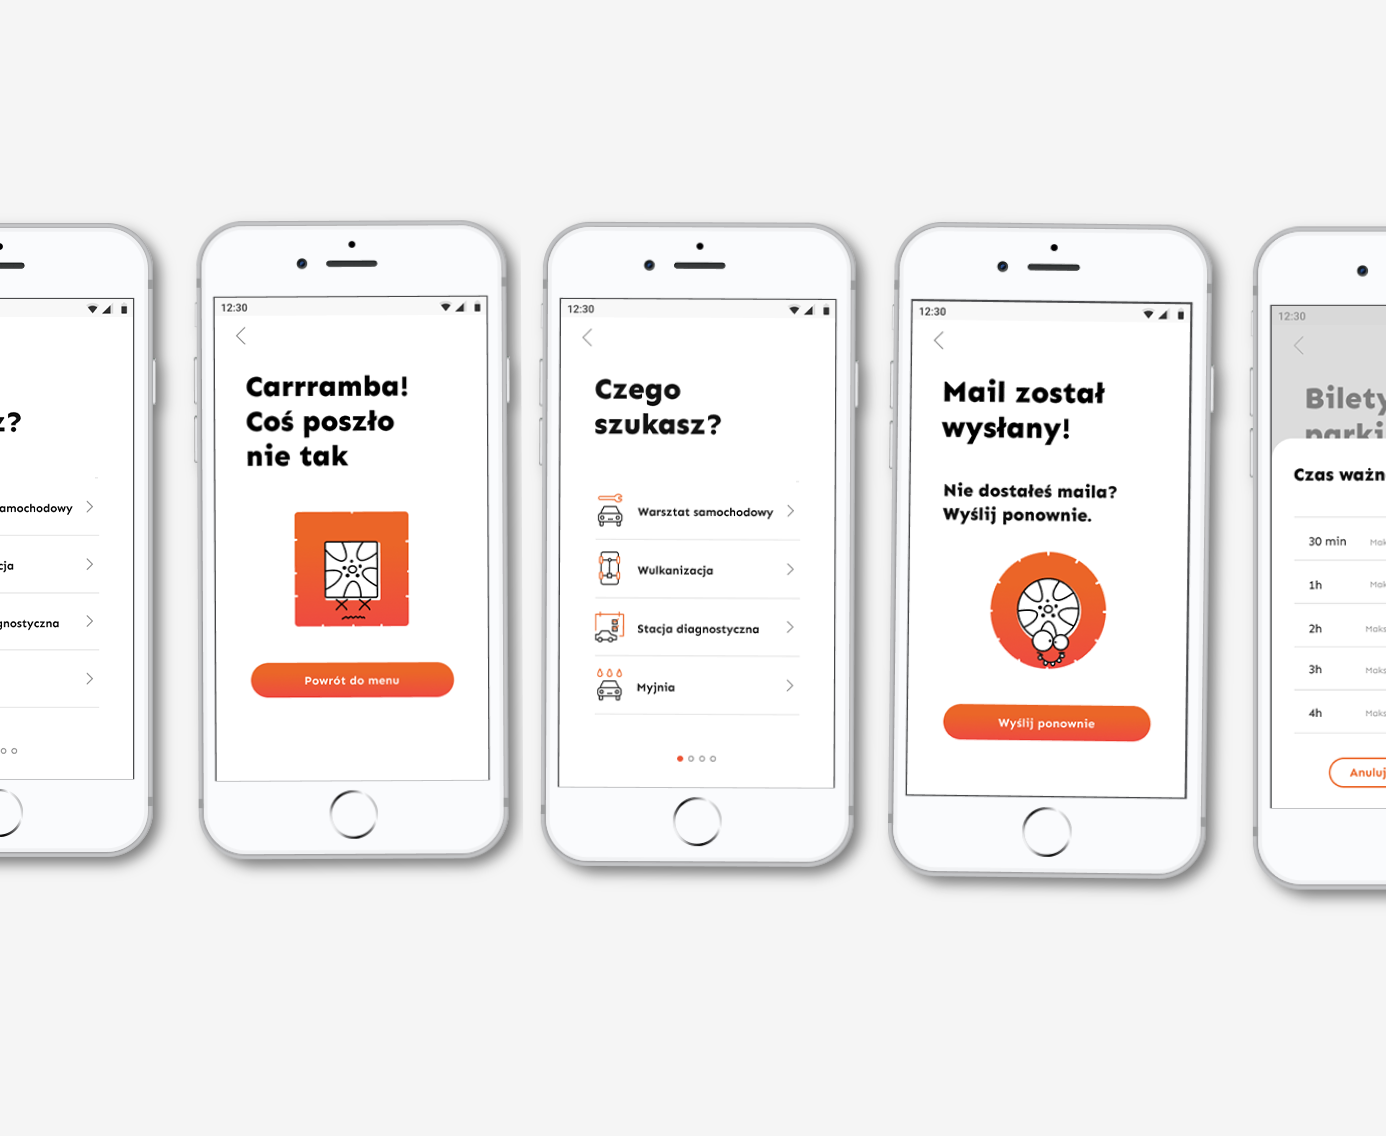 z?
amochodowy
cja
gnostyczna
12:30
Carrramba!
Coś poszło
nie tak
Powrót do menu
12:30
Czego
szukasz?
Warsztat samochodowy
Wulkanizacja
Stacja diagnostyczna
Myjnia
12:30
Mail został
wysłany!
Nie dostałeś maila?
Wyślij ponownie.
Wyślij ponownie
12:30
Bilety
parki
Czas ważn
30 min Mak
1h Mak
2h Maks
3h Mak
4h Maks
Anuluj